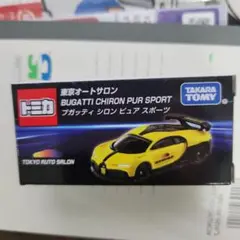 トミカ
東京オートサロン
BUGATTI CHIRON PUR SPORT
ブガッティ シロン ピュア スポーツ
TAKARA
TOMY
TOKYO AUTO SALON